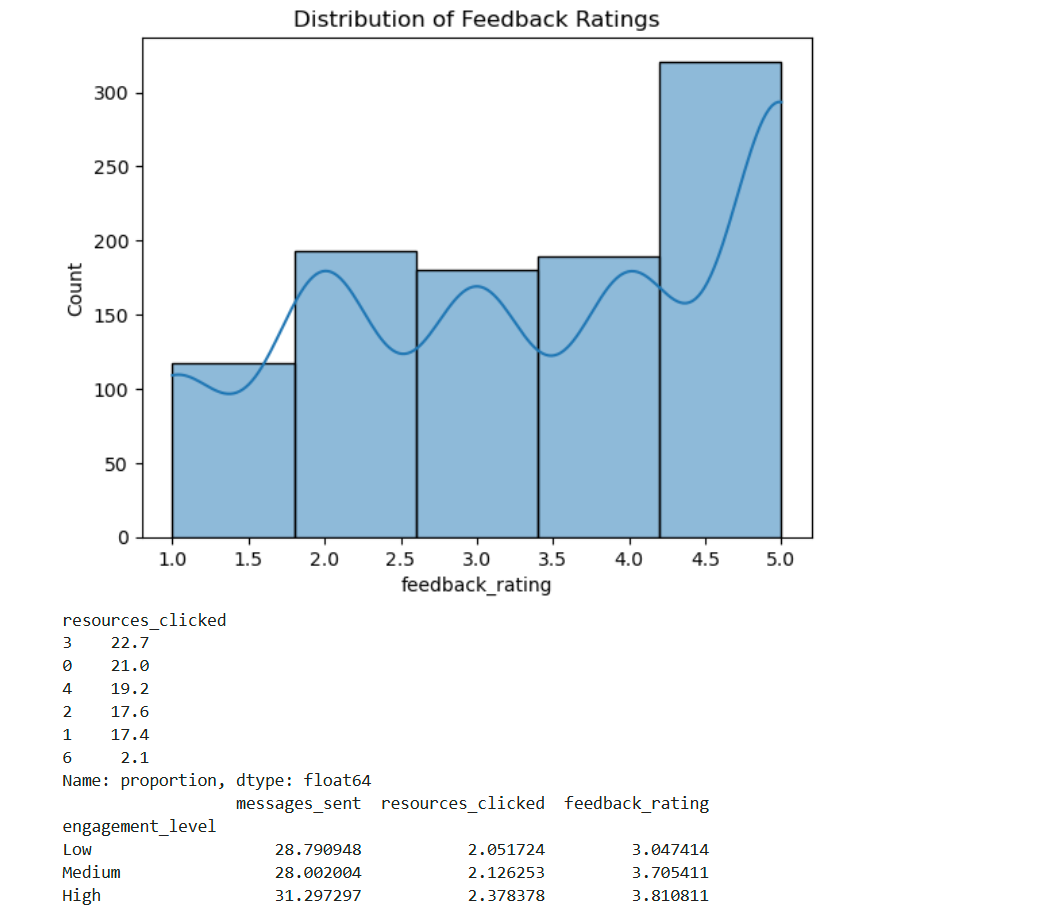 Distribution of Feedback Ratings
300
250
200
150
100
50
0
Count
1.0 1.5 2.0 2.5 3.0 3.5 4.0 4.5 5.0
feedback_rating
resources_clicked
3 22.7
0 21.0
4 19.2
2 17.6
1 17.4
6 2.1
Name: proportion, dtype: float64
messages_sent resources_clicked feedback_rating
engagement_level
Low 28.790948 2.051724 3.047414
Medium 28.002004 2.126253 3.705411
High 31.297297 2.378378 3.810811